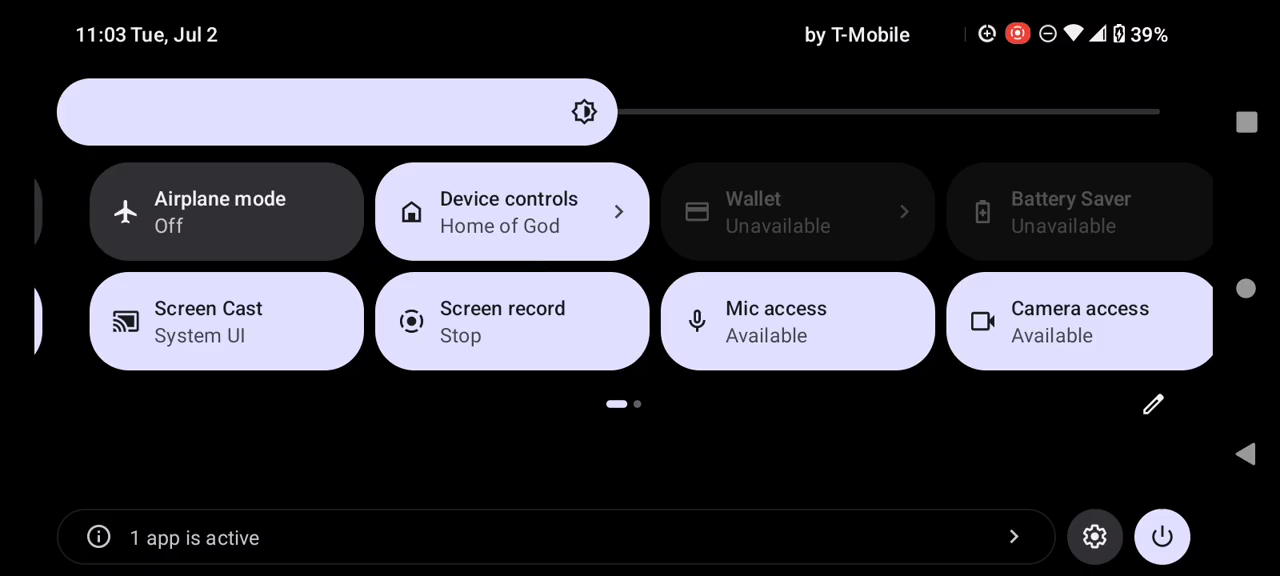 11:03 Tue, Jul 2
by T-Mobile
39%
Airplane mode
Off
Device controls
Home of God
Wallet
Unavailable
Battery Saver
Unavailable
Screen Cast
System UI
Screen record
Stop
Mic access
Available
Camera access
Available
1 app is active